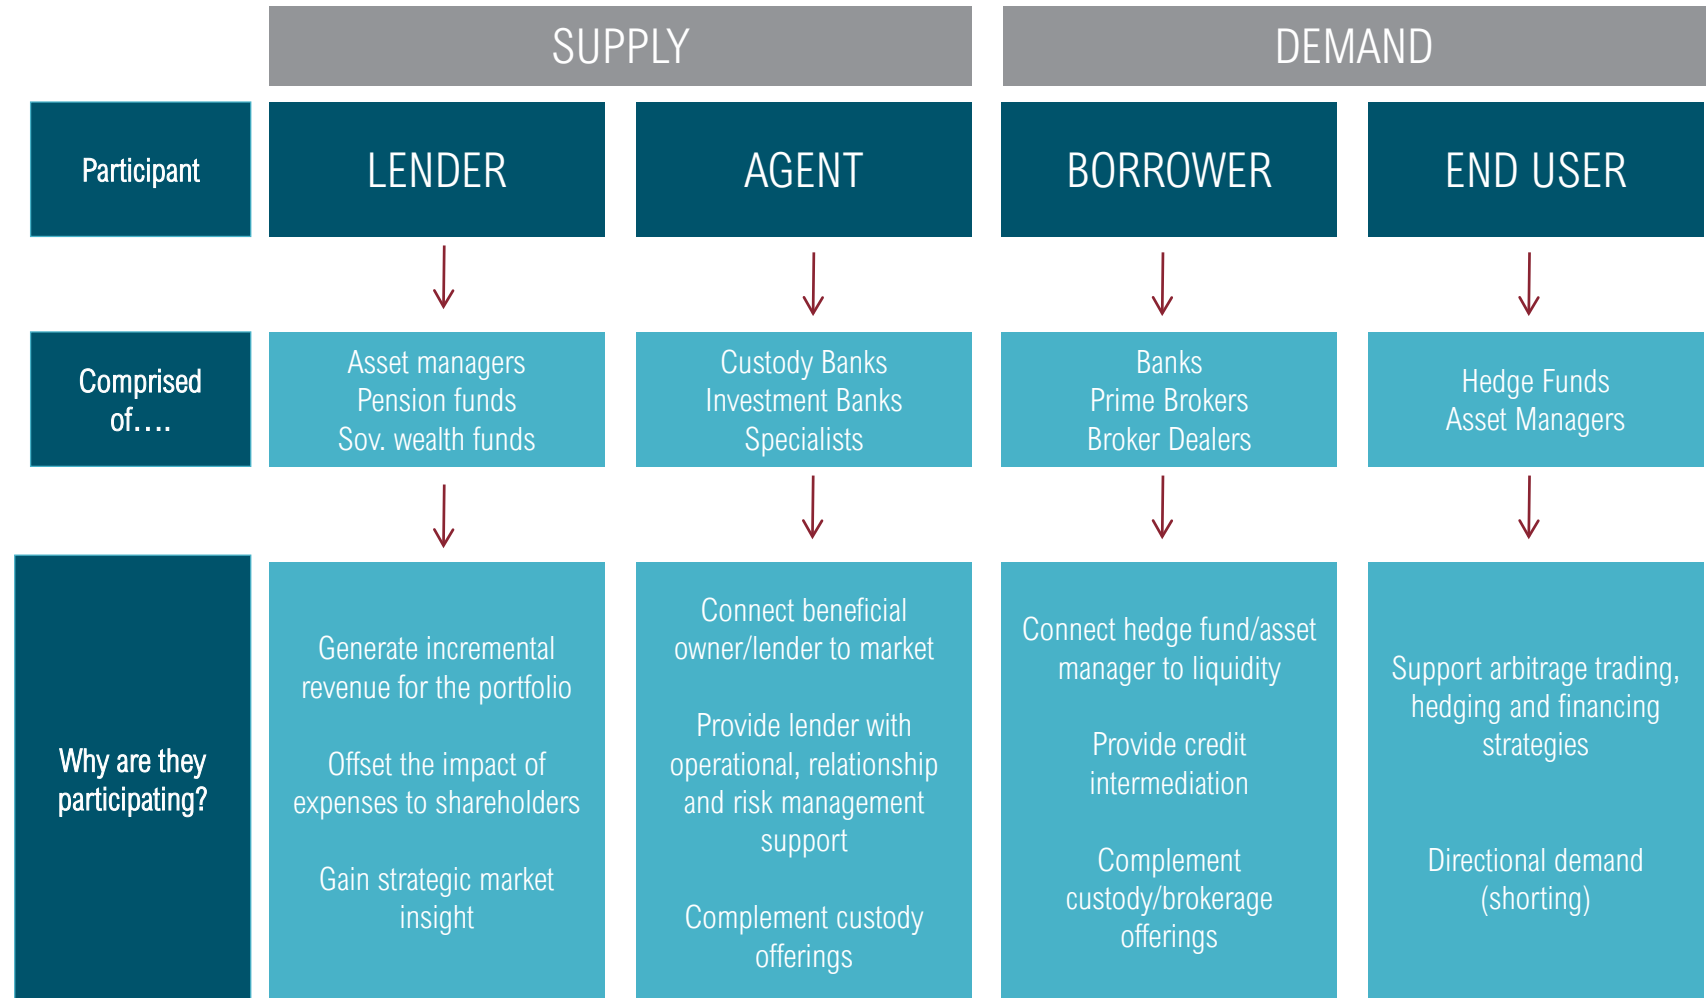 SUPPLY
DEMAND
Participant
LENDER
AGENT
BORROWER
END USER
Comprised
of....
Asset managers
Pension funds
Sov. wealth funds
Custody Banks
Investment Banks
Specialists
Banks
Prime Brokers
Broker Dealers
Hedge Funds
Asset Managers
Why are they
participating?
Generate incremental
revenue for the portfolio
Offset the impact of
expenses to shareholders
Gain strategic market
insight
Connect beneficial
owner/lender to market
Provide lender with
operational, relationship
and risk management
support
Complement custody
offerings
Connect hedge fund/asset
manager to liquidity
Provide credit
intermediation
Complement
custody/brokerage
offerings
Support arbitrage trading,
hedging and financing
strategies
Directional demand
(shorting)